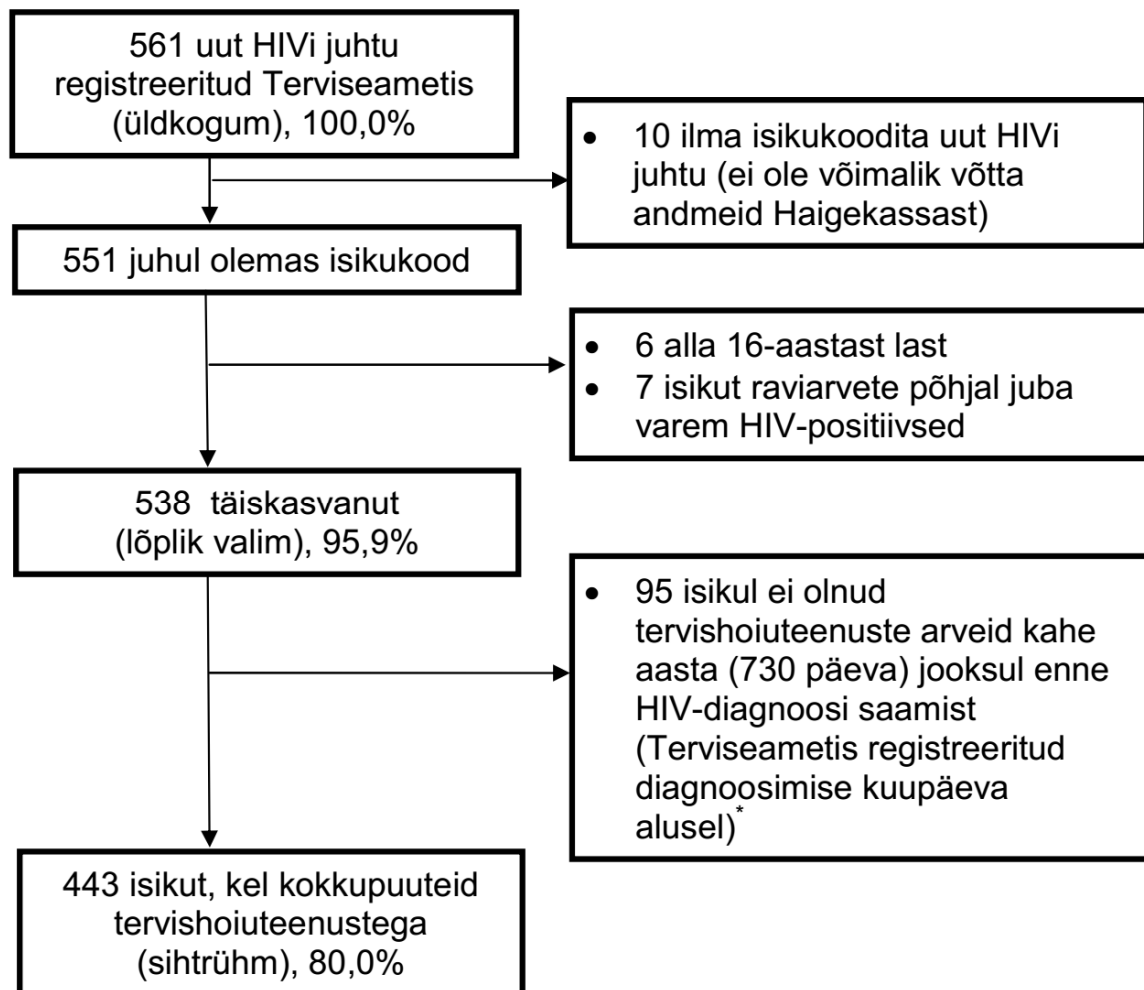 561 uut HIVi juhtu
registreeritud Terviseametis
(üldkogum), 100,0%
• 10 ilma isikukoodita uut HIVi
juhtu (ei ole võimalik võtta
andmeid Haigekassast)
551 juhul olemas isikukood
• 6 alla 16-aastast last
• 7 isikut raviarvete põhjal juba
varem HIV-positiivsed
538 täiskasvanut
(lõplik valim), 95,9%
• 95 isikul ei olnud
tervishoiuteenuste arveid kahe
aasta (730 päeva) jooksul enne
HIV-diagnoosi saamist
(Terviseametis registreeritud
diagnoosimise kuupäeva
alusel)*
443 isikut, kel kokkupuuteid
tervishoiuteenustega
(sihtrühm), 80,0%